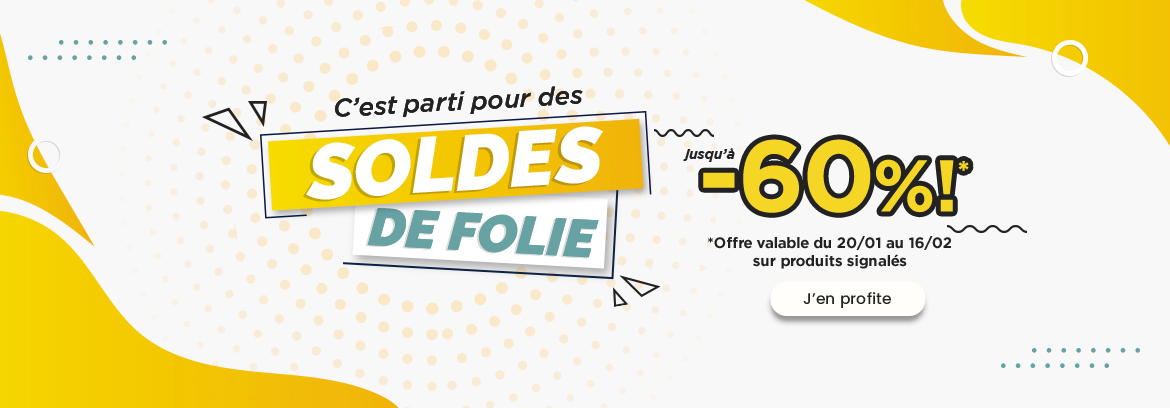 C'est parti pour des
SOLDES
DE FOLIE
Jusqu'à
-60%!*
*Offre valable du 20/01 au 16/02
sur produits signalés
J'en profite